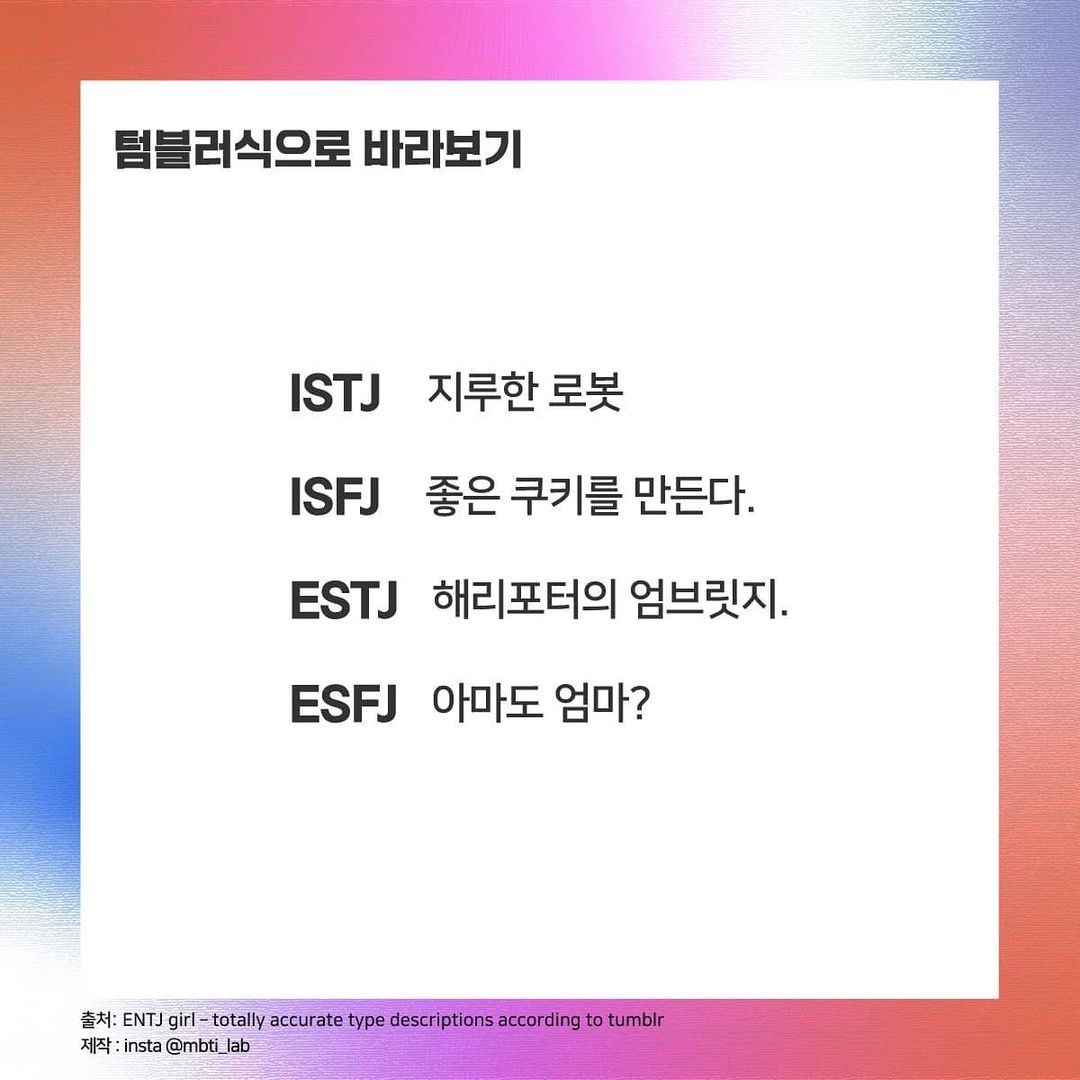 텀블러식으로 바라보기
ISTJ 지루한 로봇
ISFJ 좋은 쿠키를 만든다.
ESTJ 해리포터의 엄브릿지.
ESFJ 아마도 엄마?
출처: ENTJ girl – totally accurate type descriptions according to tumblr
제작 : insta @mbti_lab